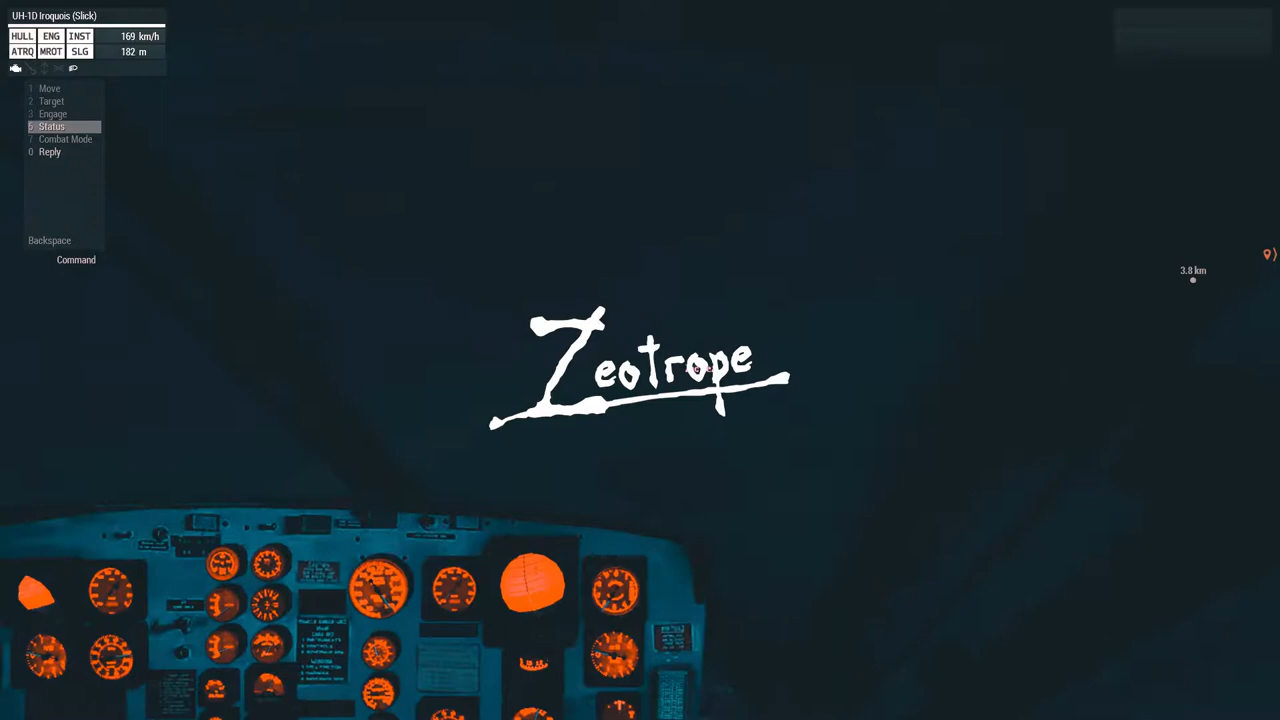 UH-1D Iroquois (Slick)
HULL ENG INST 169 km/h
ATRQ MROT SLG 182 m
1 Move
2 Target
3 Engage
5 Status
7 Combat Mode
0 Reply
Backspace
Command
3.8 km
Zeotrope